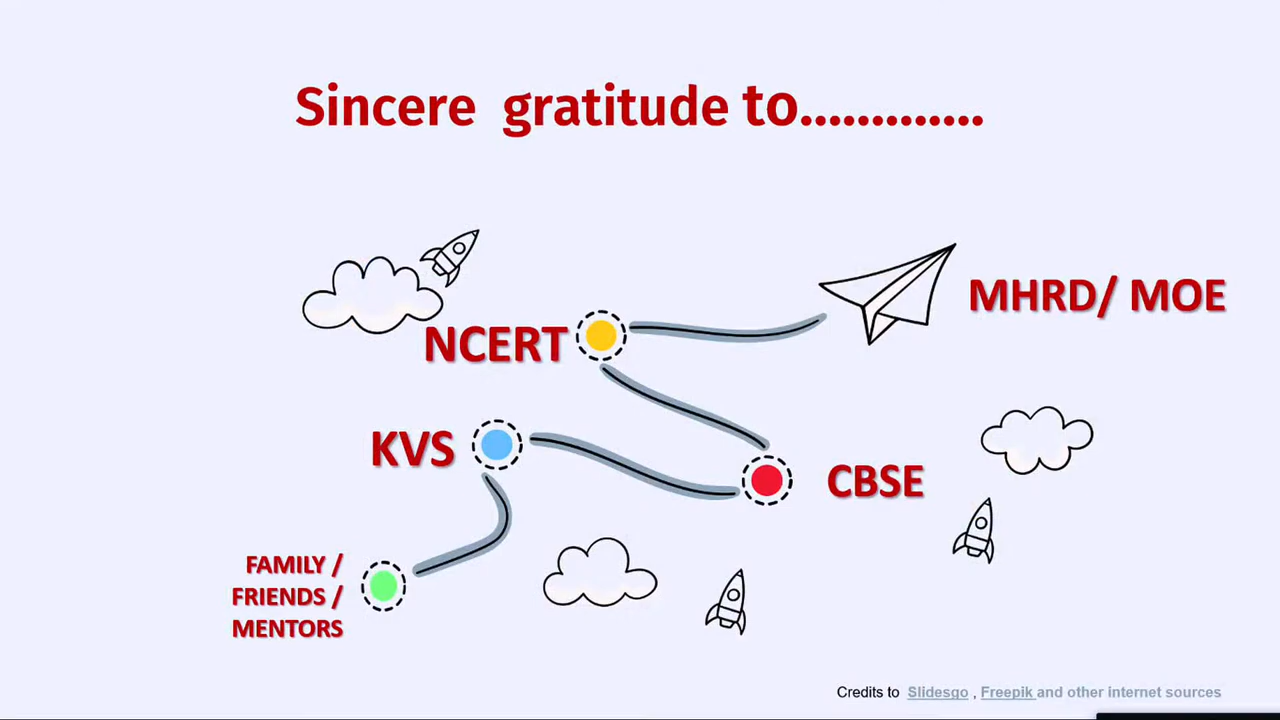 Sincere gratitude to.............
MHRD/ MOE
NCERT
KVS
CBSE
FAMILY /
FRIENDS /
MENTORS
Credits to Slidesgo , Freepik and other internet sources